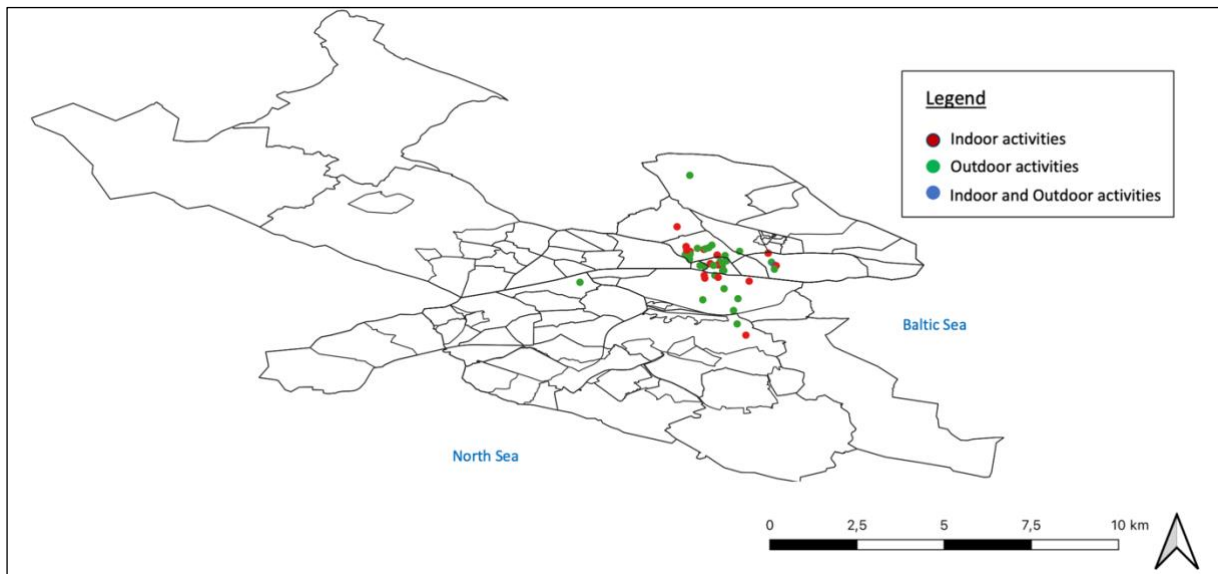 Legend
Indoor activities
Outdoor activities
Indoor and Outdoor activities
Baltic Sea
North Sea
0 2,5 5 7,5 10 km